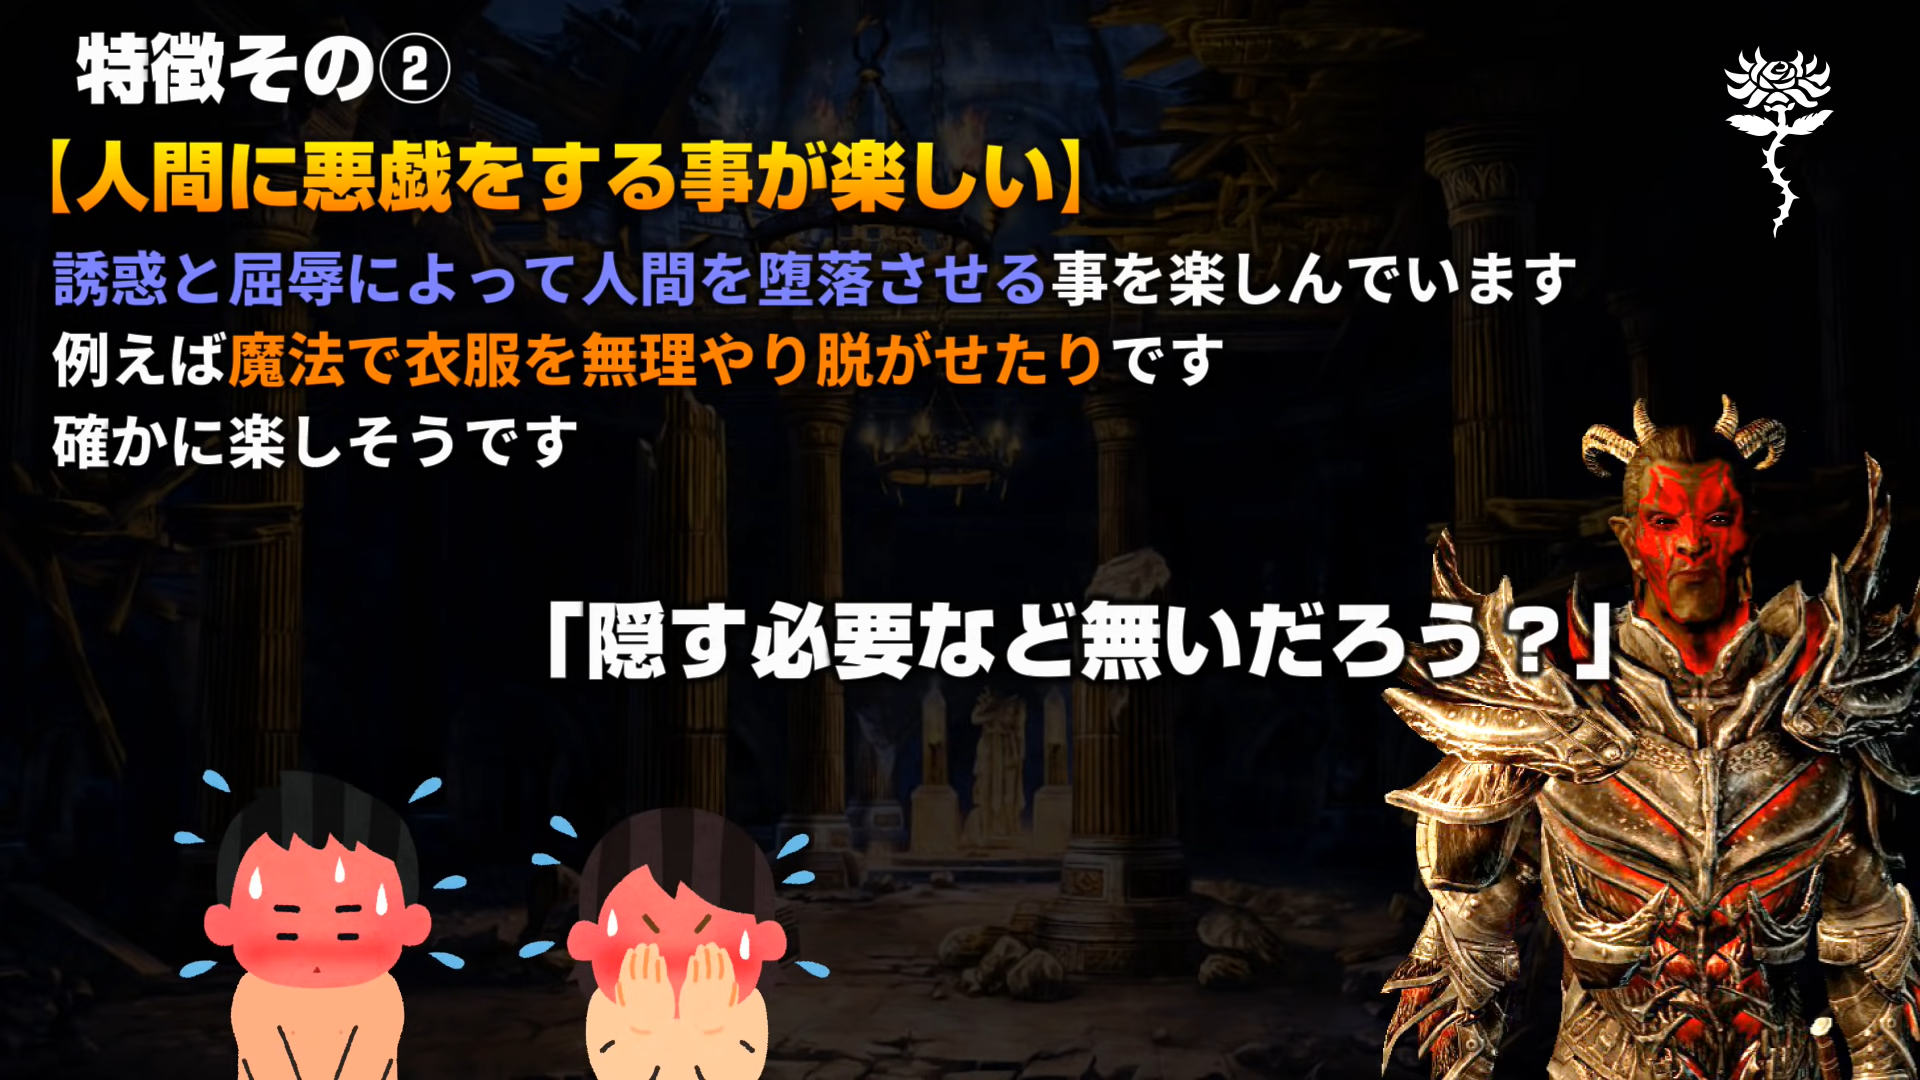 特徴その②
【人間に悪戯をする事が楽しい】
誘惑と屈辱によって人間を堕落させる事を楽しんでいます
例えば魔法で衣服を無理やり脱がせたりです
確かに楽しそうです
「隠す必要など無いだろう？」